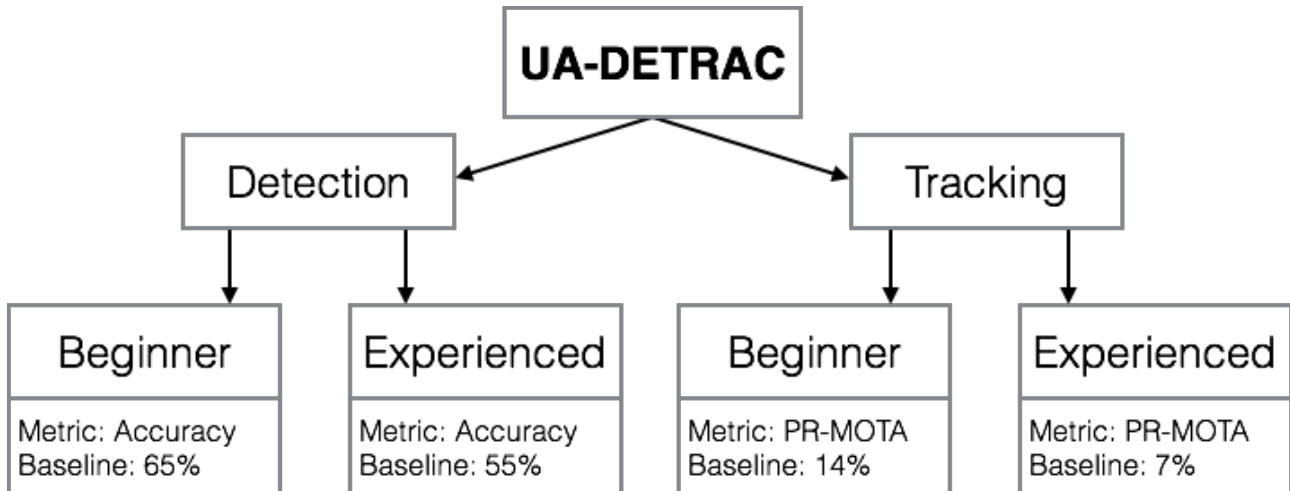 UA-DETRAC
Detection
Tracking
Beginner
Metric: Accuracy
Baseline: 65%
Experienced
Metric: Accuracy
Baseline: 55%
Beginner
Metric: PR-MOTA
Baseline: 14%
Experienced
Metric: PR-MOTA
Baseline: 7%